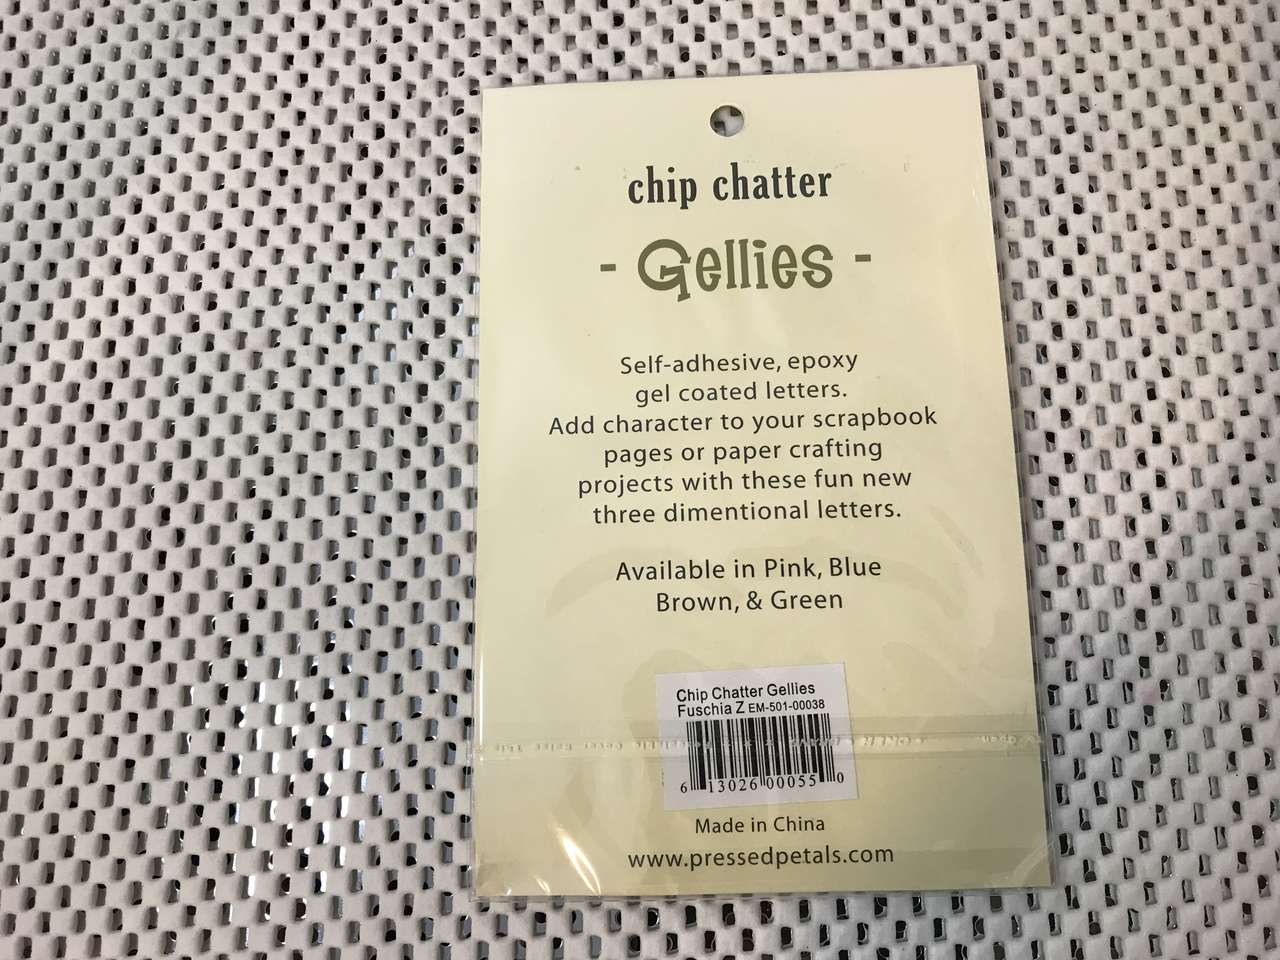 chip chatter
- Gellies -
Self-adhesive, epoxy
gel coated letters.
Add character to your scrapbook
pages or paper crafting
projects with these fun new
three dimentional letters.
Available in Pink, Blue
Brown, & Green
Chip Chatter Gellies
Fuschia Z EM-501-00038
6 13026 00055 0
Made in China
www.pressedpetals.com